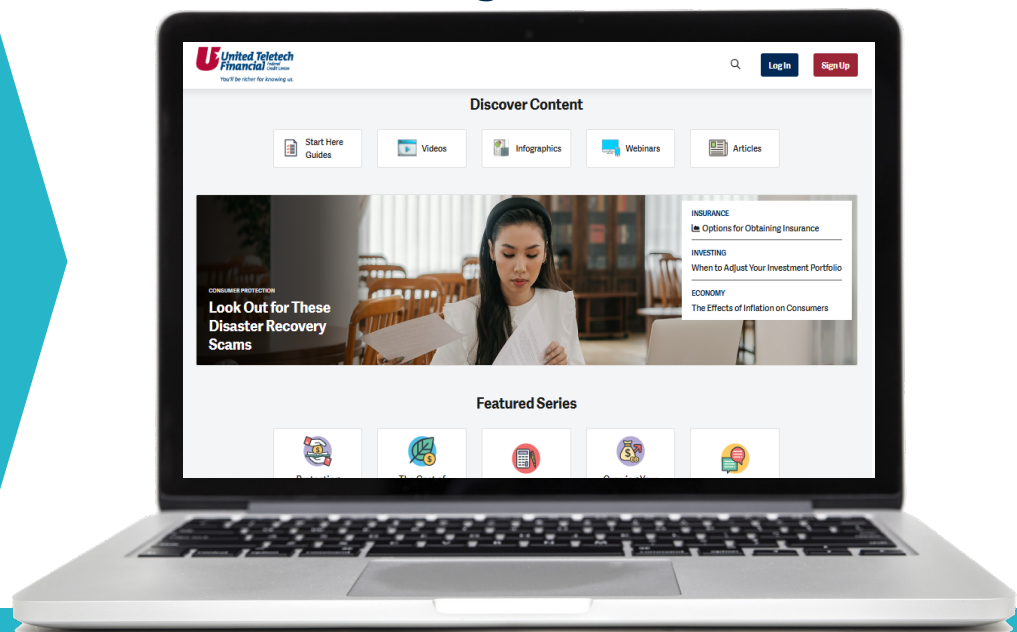 United Teletech
Financial Federal Credit Union
You'll be richer for knowing us.
Log In
Sign Up
Discover Content
Start Here
Guides
Videos
Infographics
Webinars
Articles
CONSUMER PROTECTION
Look Out for These
Disaster Recovery
Scams
INSURANCE
Options for Obtaining Insurance
INVESTING
When to Adjust Your Investment Portfolio
ECONOMY
The Effects of Inflation on Consumers
Featured Series